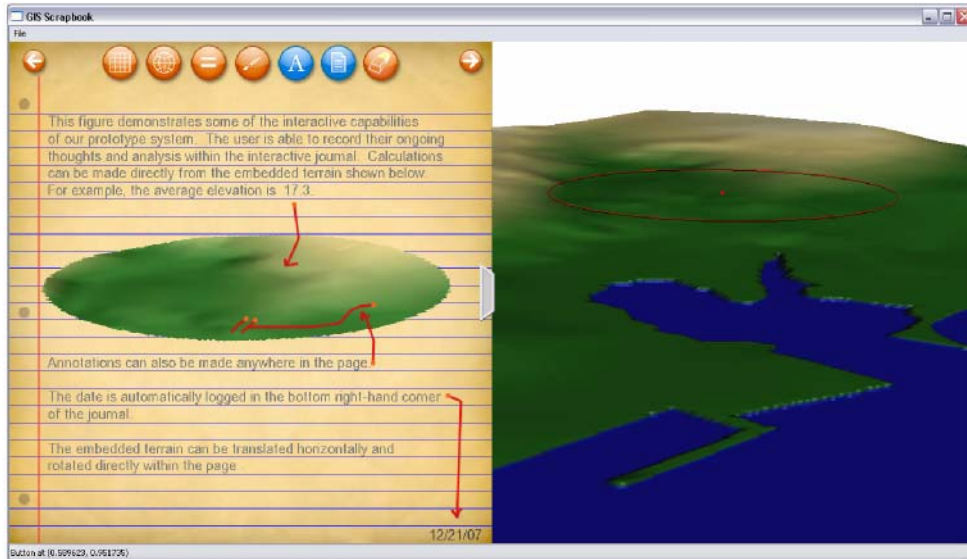 GIS Scrapbook
File
A
This figure demonstrates some of the interactive capabilities
of our prototype system. The user is able to record their ongoing
thoughts and analysis within the interactive journal. Calculations
can be made directly from the embedded terrain shown below.
For example, the average elevation is 17.3.
Annotations can also be made anywhere in the page.
The date is automatically logged in the bottom right-hand corner
of the journal.
The embedded terrain can be translated horizontally and
rotated directly within the page.
12/21/07
Button at (0.589623, 0.951735)